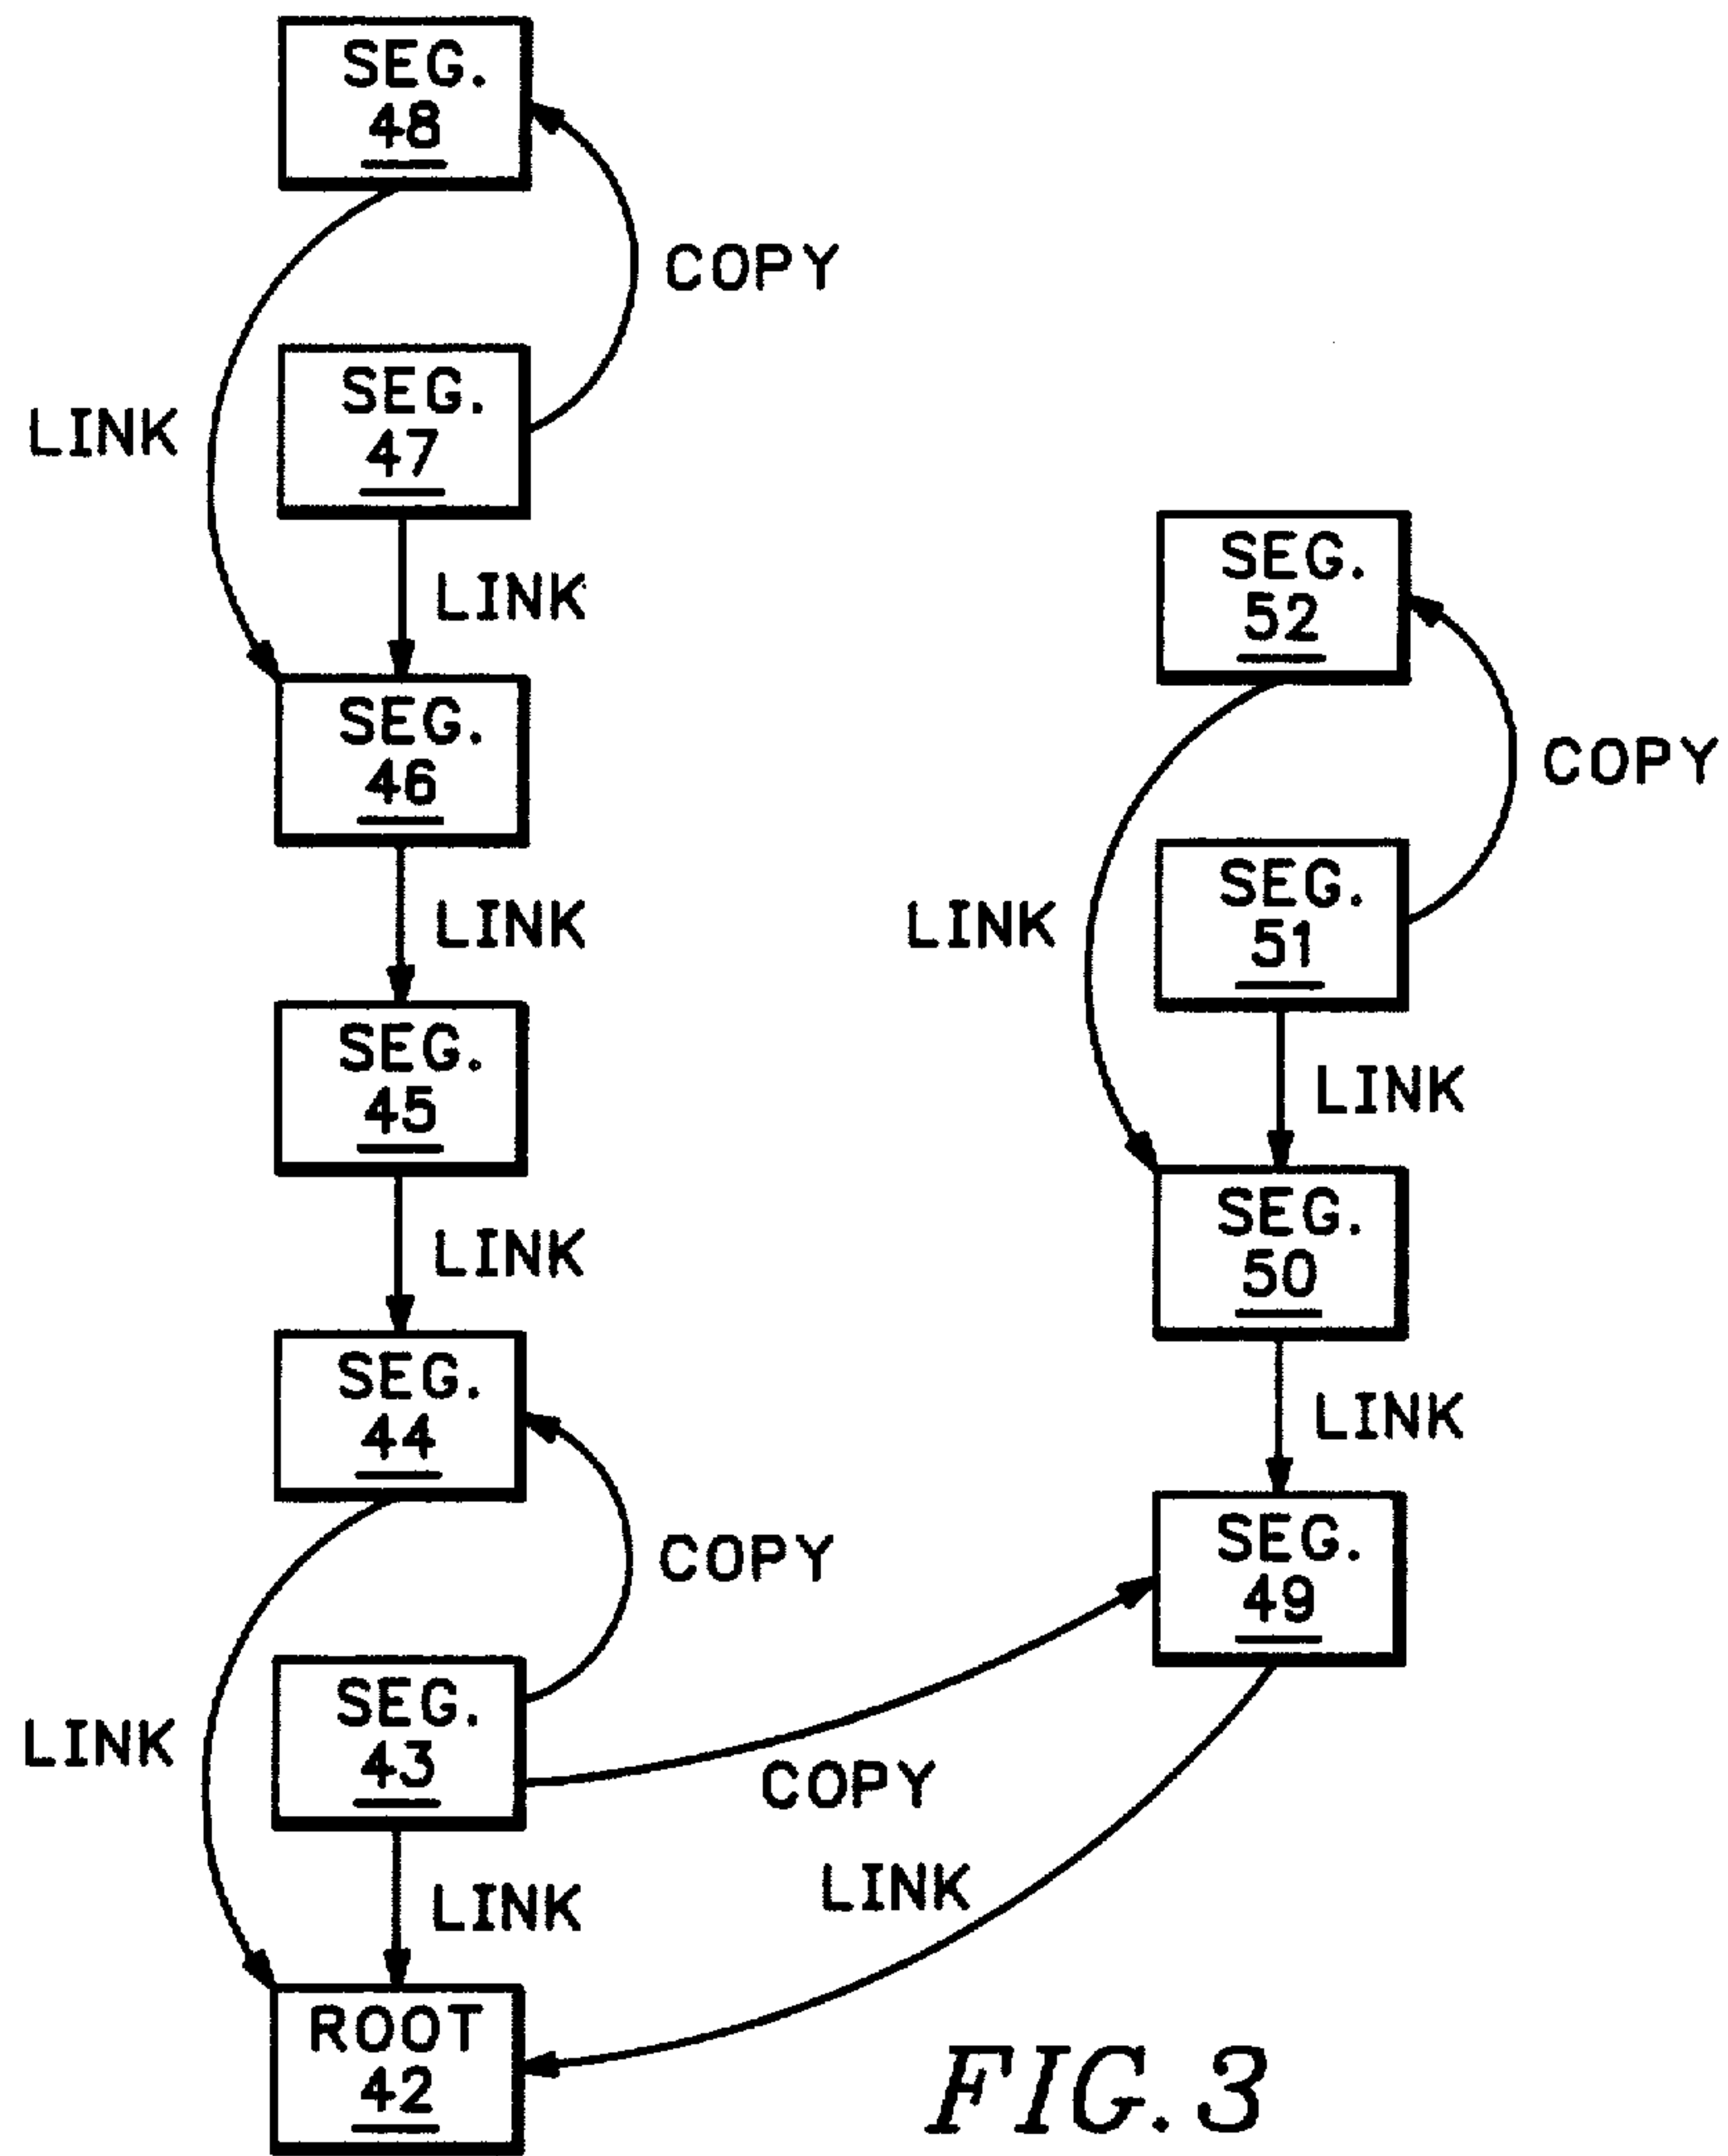 SEG.
48
COPY
SEG.
47
LINK
LINK
SEG.
52
SEG.
46
COPY
SEG.
51
LINK
LINK
SEG.
45
LINK
LINK
SEG.
50
SEG.
44
LINK
SEG.
49
COPY
SEG.
43
LINK
COPY
LINK
LINK
ROOT
42
FIG. 3